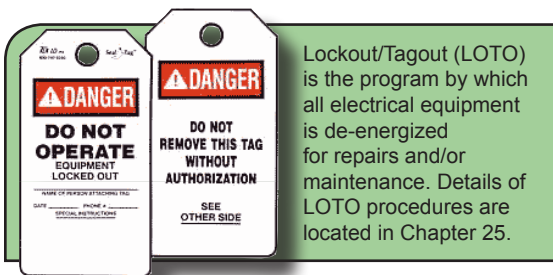 Seal Tag
DANGER
DO NOT
OPERATE
EQUIPMENT
LOCKED OUT
NAME OF PERSON ATTACHING TAG
DATE PHONE #
SPECIAL INSTRUCTIONS
DANGER
DO NOT
REMOVE THIS TAG
WITHOUT
AUTHORIZATION
SEE
OTHER SIDE
Lockout/Tagout (LOTO)
is the program by which
all electrical equipment
is de-energized
for repairs and/or
maintenance. Details of
LOTO procedures are
located in Chapter 25.